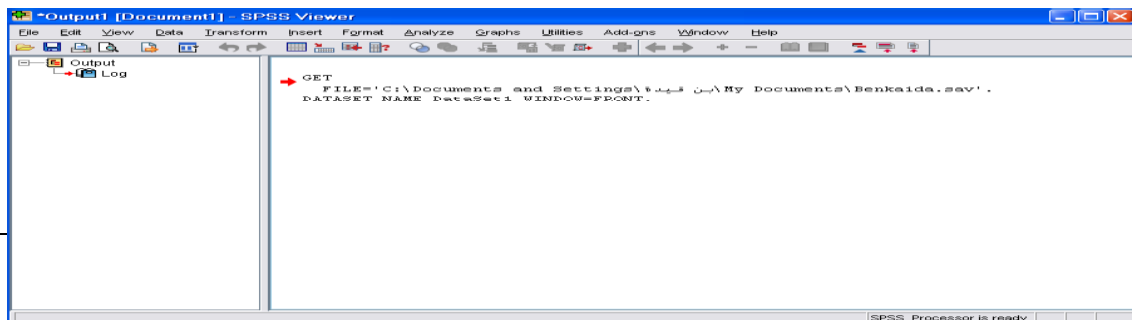 *Output1 [Document1] - SPSS Viewer
File Edit View Data Transform Insert Format Analyze Graphs Utilities Add-ons Window Help
Output
Log
GET
FILE='C:\Documents and Settings\بن قيدة\My Documents\Benkaida.sav'.
DATASET NAME DataSet1 WINDOW=FRONT.
SPSS Processor is ready